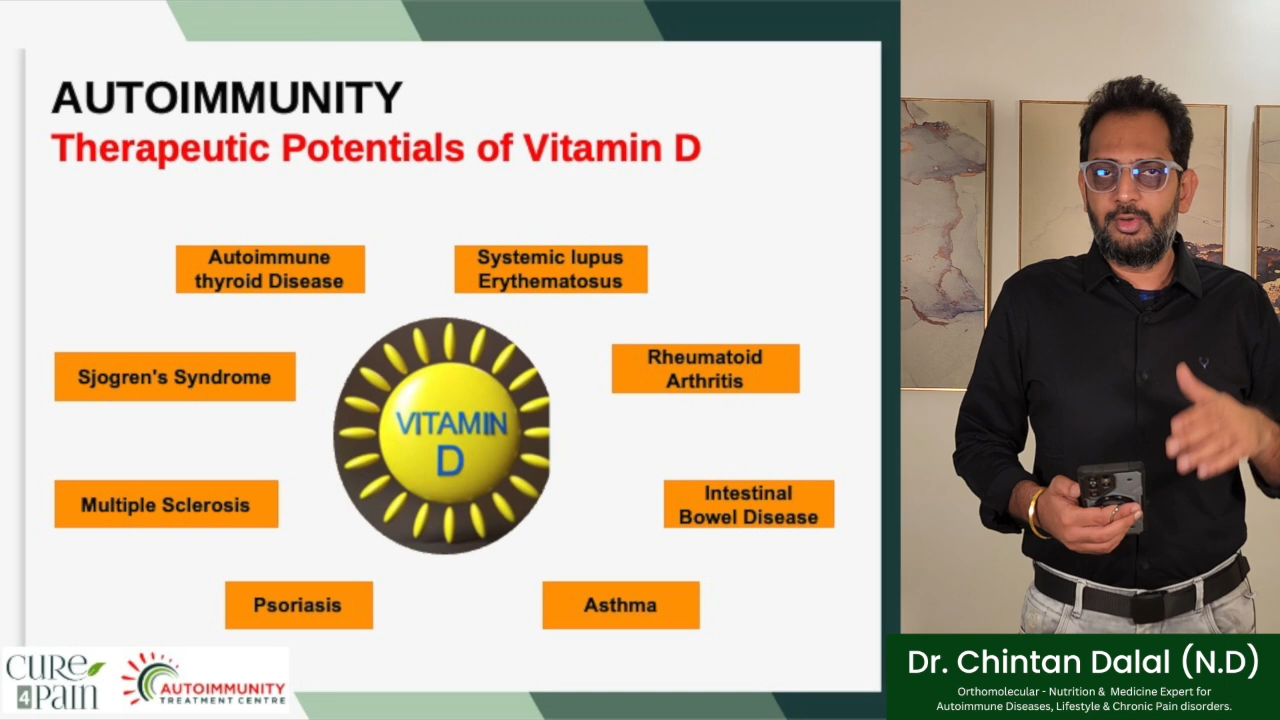 AUTOIMMUNITY
Therapeutic Potentials of Vitamin D
Autoimmune
thyroid Disease
Systemic lupus
Erythematosus
Sjogren's Syndrome
Rheumatoid
Arthritis
VITAMIN
D
Multiple Sclerosis
Intestinal
Bowel Disease
Psoriasis
Asthma
CURE
4 PAIN
AUTOIMMUNITY
TREATMENT CENTRE
Dr. Chintan Dalal (N.D)
Orthomolecular - Nutrition & Medicine Expert for
Autoimmune Diseases, Lifestyle & Chronic Pain disorders.